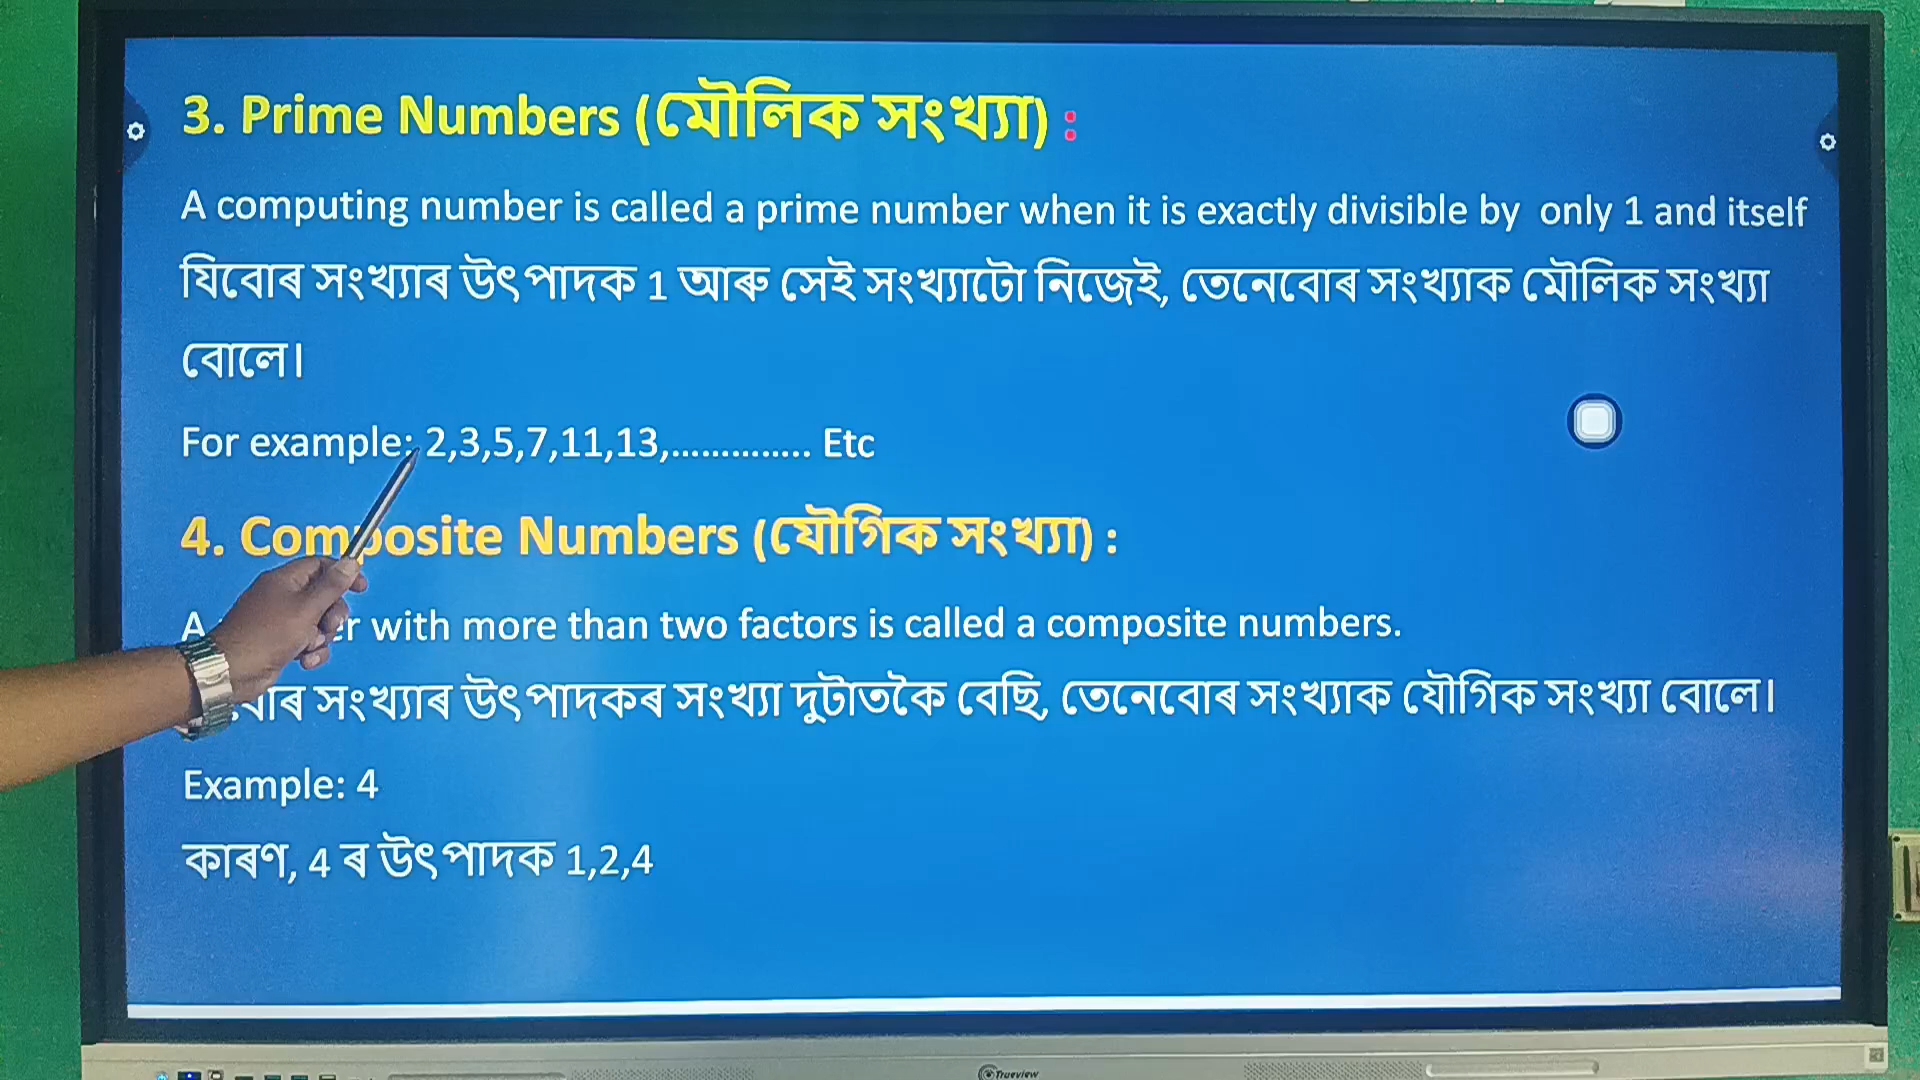 3. Prime Numbers (মৌলিক সংখ্যা) :
A computing number is called a prime number when it is exactly divisible by only 1 and itself
যিবোৰ সংখ্যাৰ উৎপাদক 1 আৰু সেই সংখ্যাটো নিজেই, তেনেবোৰ সংখ্যাক মৌলিক সংখ্যা
বোলে।
For example: 2,3,5,7,11,13,.............. Etc
4. Composite Numbers (যৌগিক সংখ্যা) :
A with more than two factors is called a composite numbers.
সংখ্যাৰ উৎপাদকৰ সংখ্যা দুটাতকৈ বেছি, তেনেবোৰ সংখ্যাক যৌগিক সংখ্যা বোলে।
Example: 4
কাৰণ, 4 ৰ উৎপাদক 1,2,4
Trueview